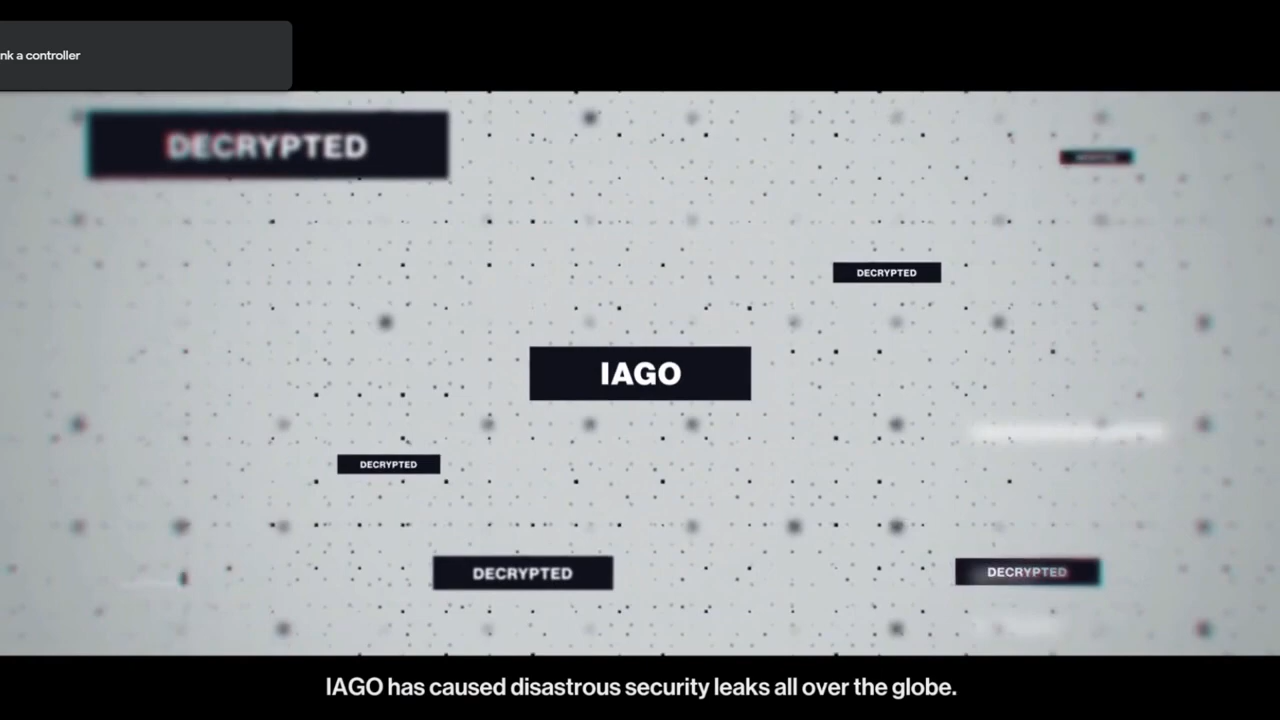 nk a controller
DECRYPTED
DECRYPTED
IAGO
DECRYPTED
DECRYPTED
DECRYPTED
IAGO has caused disastrous security leaks all over the globe.